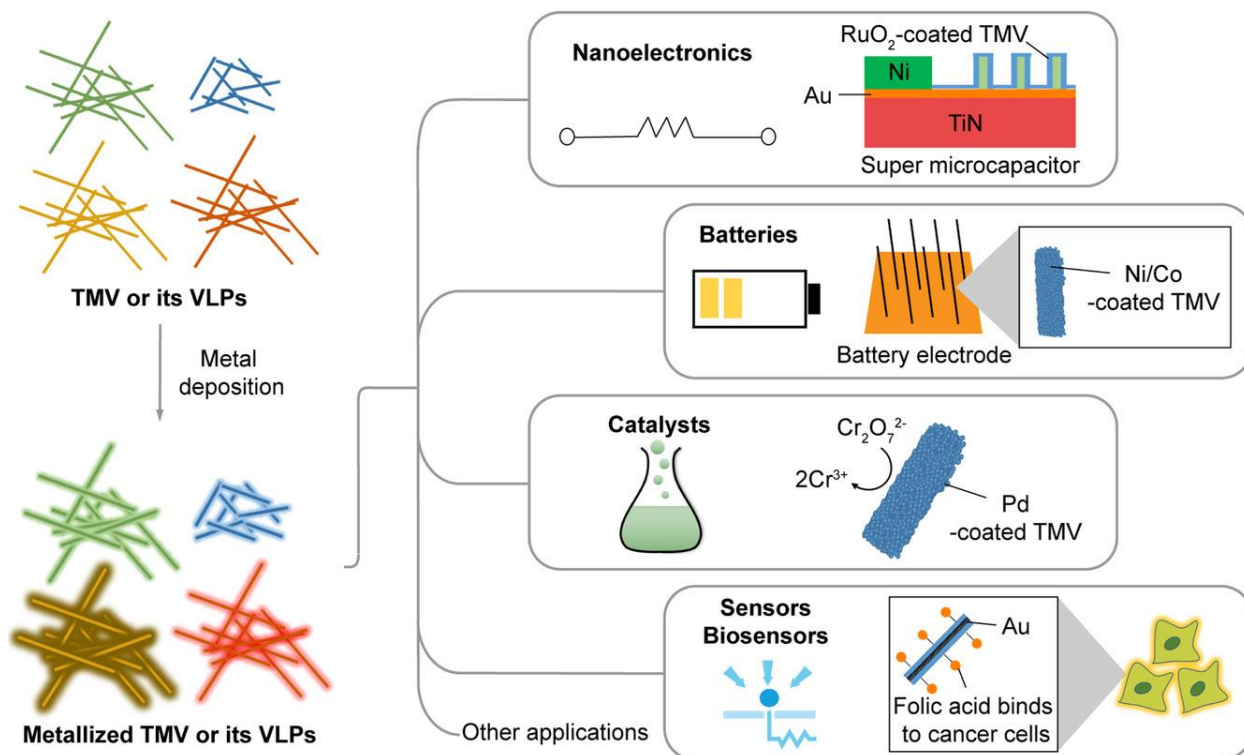 TMV or its VLPs
Metal
deposition
Metallized TMV or its VLPs
Nanoelectronics
RuO₂-coated TMV
Ni
Au
TiN
Super microcapacitor
Batteries
Battery electrode
Ni/Co
-coated TMV
Catalysts
Cr₂O₇²⁻
2Cr³⁺
Pd
-coated TMV
Sensors
Biosensors
Au
Folic acid binds
to cancer cells
Other applications